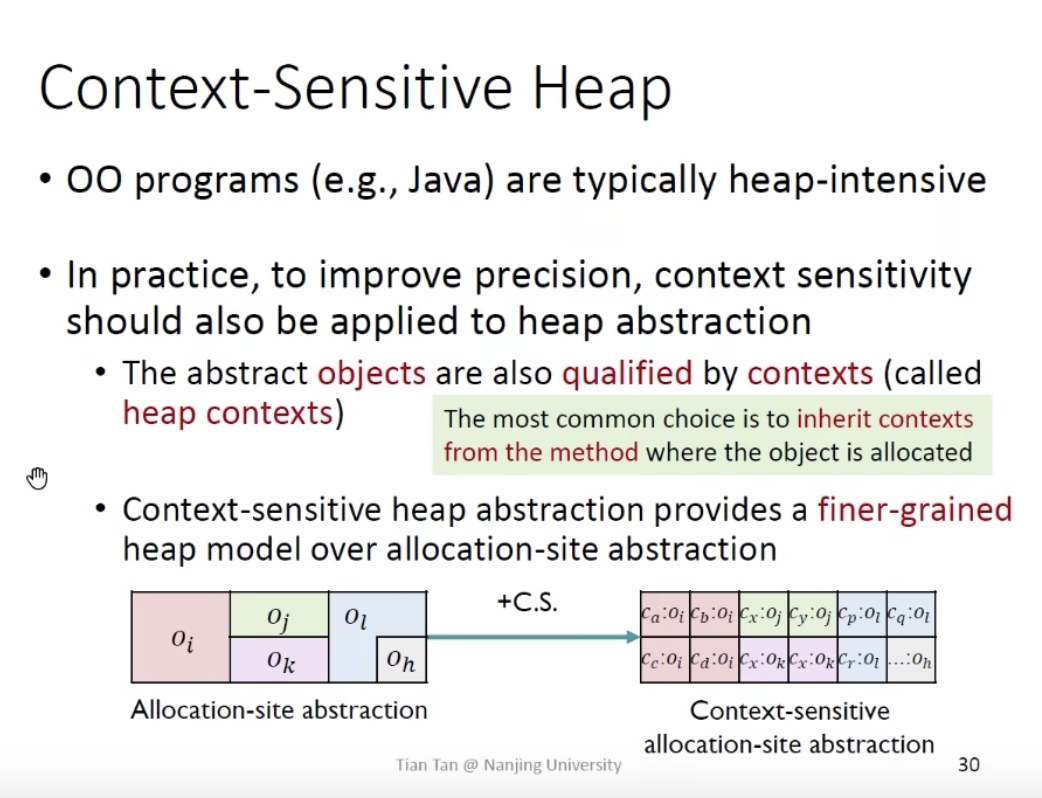 Context-Sensitive Heap
• OO programs (e.g., Java) are typically heap-intensive
• In practice, to improve precision, context sensitivity
should also be applied to heap abstraction
• The abstract objects are also qualified by contexts (called
heap contexts)
The most common choice is to inherit contexts
from the method where the object is allocated
• Context-sensitive heap abstraction provides a finer-grained
heap model over allocation-site abstraction
oᵢ
oⱼ
oₖ
oₗ
oₕ
+C.S.
c_a:o_i c_b:o_i c_x:o_j c_y:o_j c_p:o_l c_q:o_l
c_c:o_i c_d:o_i c_x:o_k c_x:o_k c_r:o_l ...:o_h
Allocation-site abstraction
Context-sensitive
allocation-site abstraction
Tian Tan @ Nanjing University
30